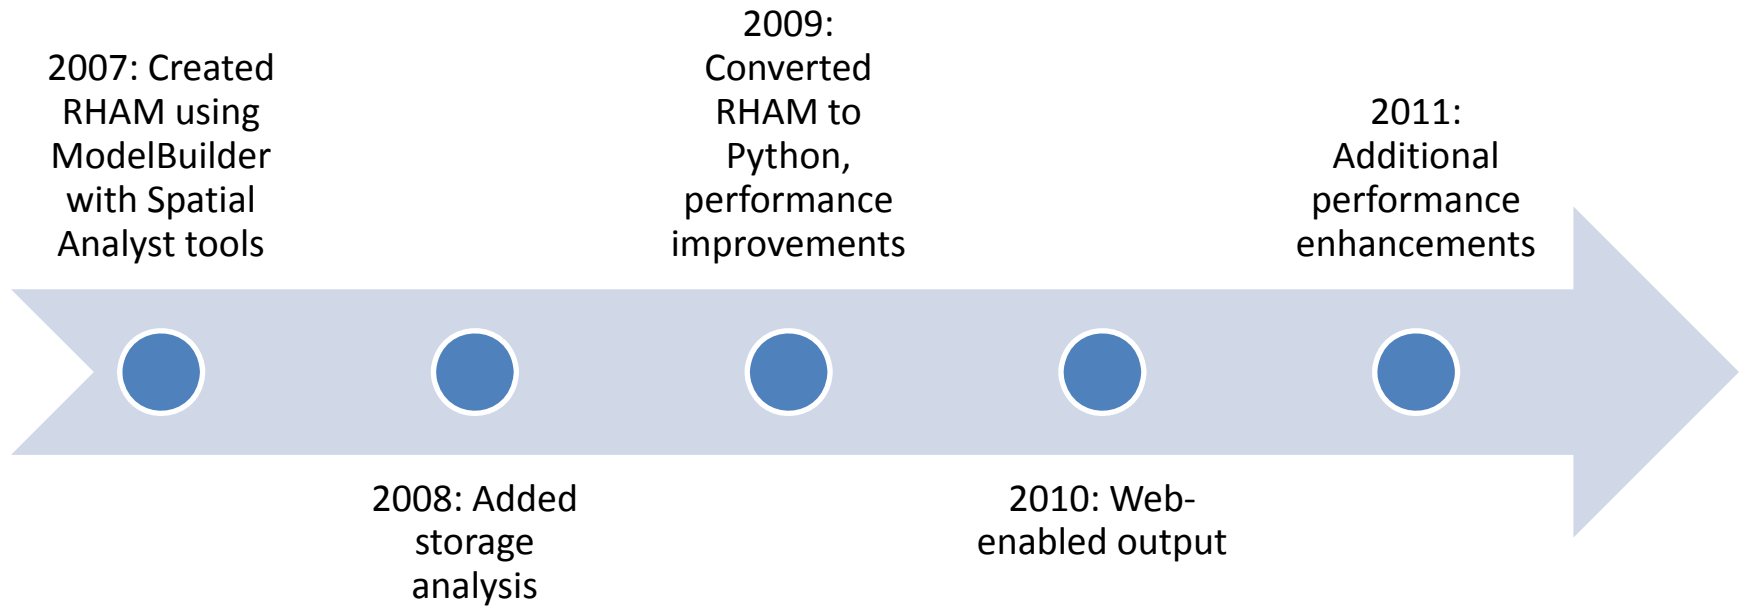 2007: Created
RHAM using
ModelBuilder
with Spatial
Analyst tools
2008: Added
storage
analysis
2009:
Converted
RHAM to
Python,
performance
improvements
2010: Web-
enabled output
2011:
Additional
performance
enhancements